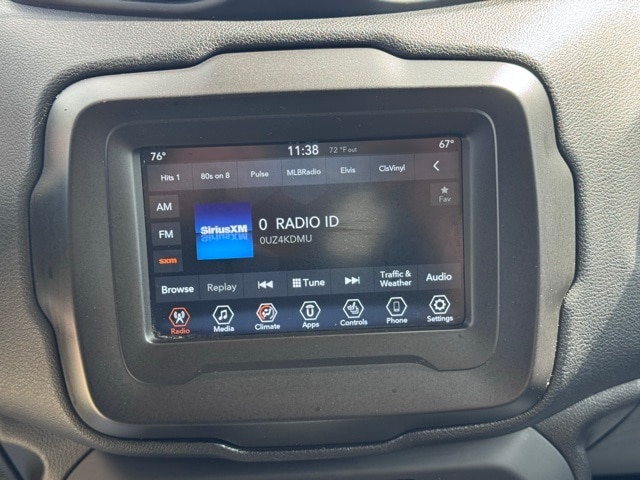 76° 11:38 72 °F out 67°
Hits 1 80s on 8 Pulse MLBRadio Elvis ClsVinyl
AM
Fav
SiriusXM
0 RADIO ID
0UZ4KDMU
FM
sxm
Browse Replay Tune Traffic & Weather Audio
Radio Media Climate Apps Controls Phone Settings